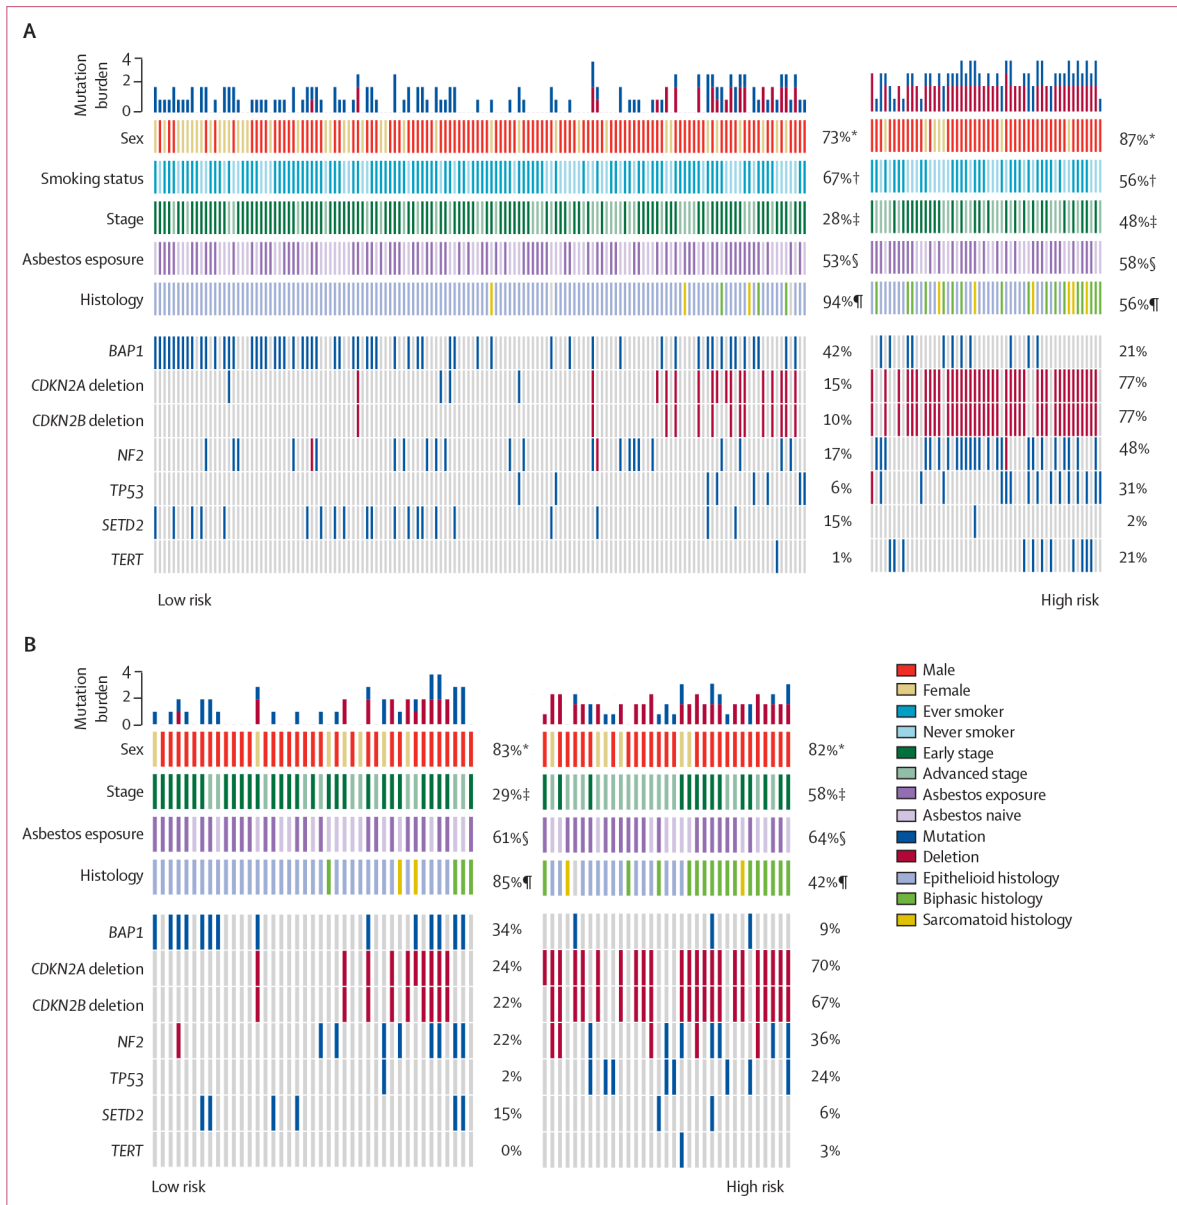 A
Mutation
burden
4
2
0
Sex 73%* 87%*
Smoking status 67%† 56%†
Stage 28%‡ 48%‡
Asbestos exposure 53%§ 58%§
Histology 94%¶ 56%¶
BAP1 42% 21%
CDKN2A deletion 15% 77%
CDKN2B deletion 10% 77%
NF2 17% 48%
TP53 6% 31%
SETD2 15% 2%
TERT 1% 21%
Low risk High risk
B
Mutation
burden
4
2
0
Sex 83%* 82%*
Stage 29%‡ 58%‡
Asbestos exposure 61%§ 64%§
Histology 85%¶ 42%¶
BAP1 34% 9%
CDKN2A deletion 24% 70%
CDKN2B deletion 22% 67%
NF2 22% 36%
TP53 2% 24%
SETD2 15% 6%
TERT 0% 3%
Low risk High risk
Male
Female
Ever smoker
Never smoker
Early stage
Advanced stage
Asbestos exposure
Asbestos naive
Mutation
Deletion
Epithelioid histology
Biphasic histology
Sarcomatoid histology